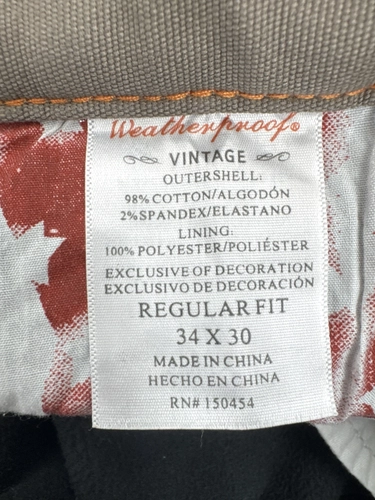 Weatherproof®
VINTAGE
OUTERSHELL:
98% COTTON/ALGODÓN
2% SPANDEX/ELASTANO
LINING:
100% POLYESTER/POLIÉSTER
EXCLUSIVE OF DECORATION
EXCLUSIVO DE DECORACIÓN
REGULAR FIT
34 X 30
MADE IN CHINA
HECHO EN CHINA
RN# 150454